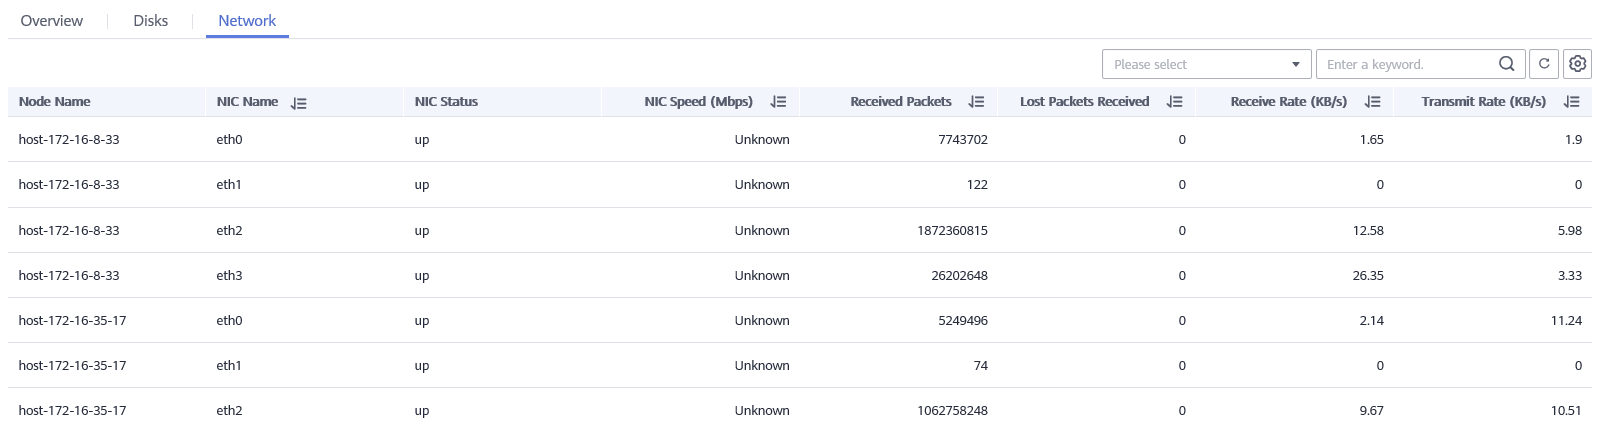 Overview Disks Network
Please select Enter a keyword.
Node Name NIC Name NIC Status NIC Speed (Mbps) Received Packets Lost Packets Received Receive Rate (KB/s) Transmit Rate (KB/s)
host-172-16-8-33 eth0 up Unknown 7743702 0 1.65 1.9
host-172-16-8-33 eth1 up Unknown 122 0 0 0
host-172-16-8-33 eth2 up Unknown 1872360815 0 12.58 5.98
host-172-16-8-33 eth3 up Unknown 26202648 0 26.35 3.33
host-172-16-35-17 eth0 up Unknown 5249496 0 2.14 11.24
host-172-16-35-17 eth1 up Unknown 74 0 0 0
host-172-16-35-17 eth2 up Unknown 1062758248 0 9.67 10.51